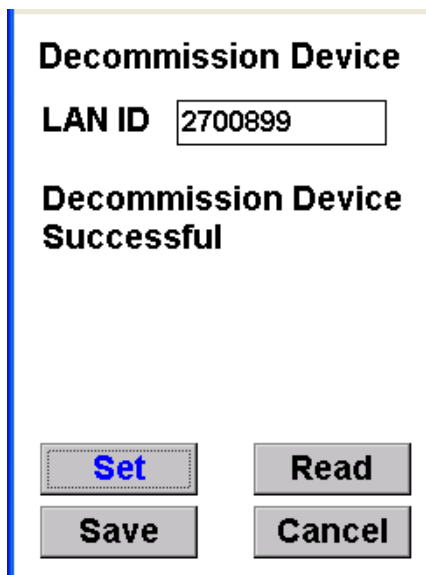 Decommission Device
LAN ID 2700899
Decommission Device
Successful
Set Read
Save Cancel